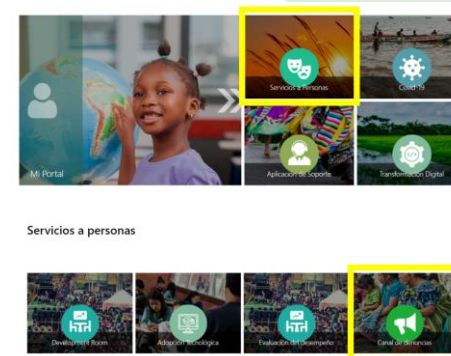 Servicios a Personas
Covid-19
Mi Portal
Aplicación de Soporte
Transformación Digital
Servicios a personas
Development Room
Adopción Tecnológica
Evaluación del desempeño
Canal de denuncias